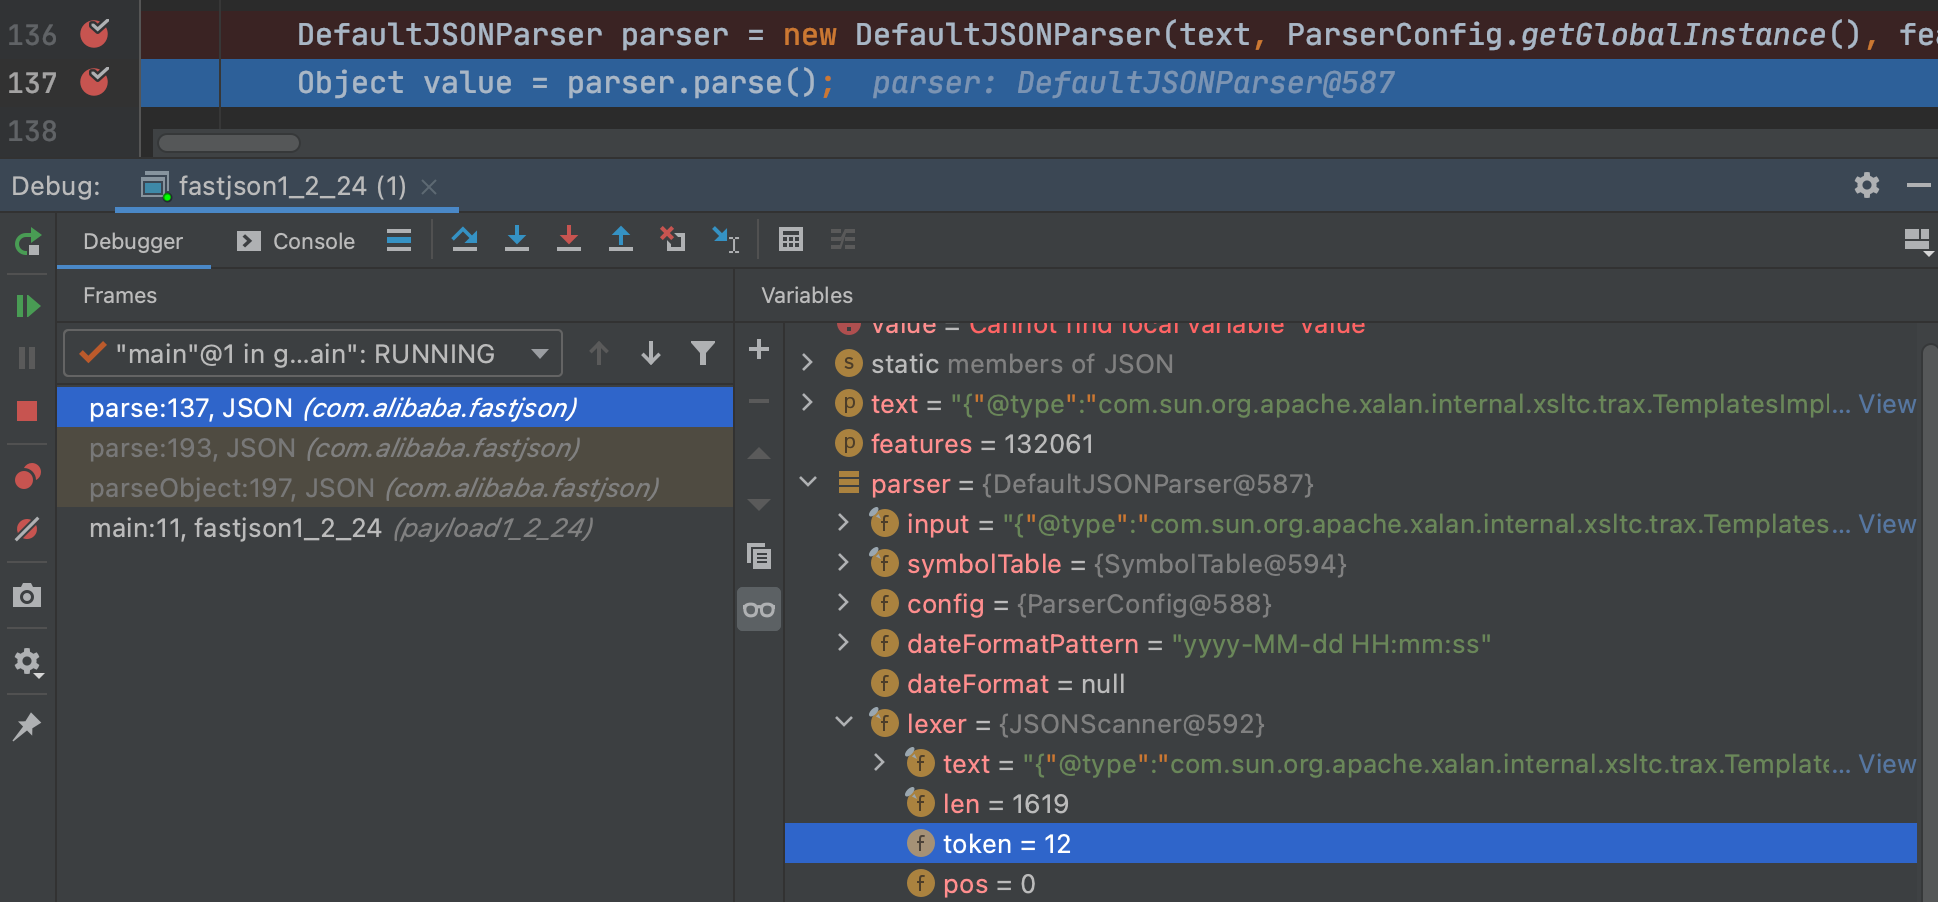 136 DefaultJSONParser parser = new DefaultJSONParser(text, ParserConfig.getGlobalInstance(), fea
137 Object value = parser.parse(); parser: DefaultJSONParser@587
138
Debug: fastjson1_2_24 (1)
Debugger Console
Frames Variables
"main"@1 in g...ain": RUNNING
parse:137, JSON (com.alibaba.fastjson)
parse:193, JSON (com.alibaba.fastjson)
parseObject:197, JSON (com.alibaba.fastjson)
main:11, fastjson1_2_24 (payload1_2_24)
value = Cannot find local variable 'value'
static members of JSON
text = "{"@type":"com.sun.org.apache.xalan.internal.xsltc.trax.TemplatesImpl... View
features = 132061
parser = {DefaultJSONParser@587}
input = "{"@type":"com.sun.org.apache.xalan.internal.xsltc.trax.Templates... View
symbolTable = {SymbolTable@594}
config = {ParserConfig@588}
dateFormatPattern = "yyyy-MM-dd HH:mm:ss"
dateFormat = null
lexer = {JSONScanner@592}
text = "{"@type":"com.sun.org.apache.xalan.internal.xsltc.trax.Template... View
len = 1619
token = 12
pos = 0